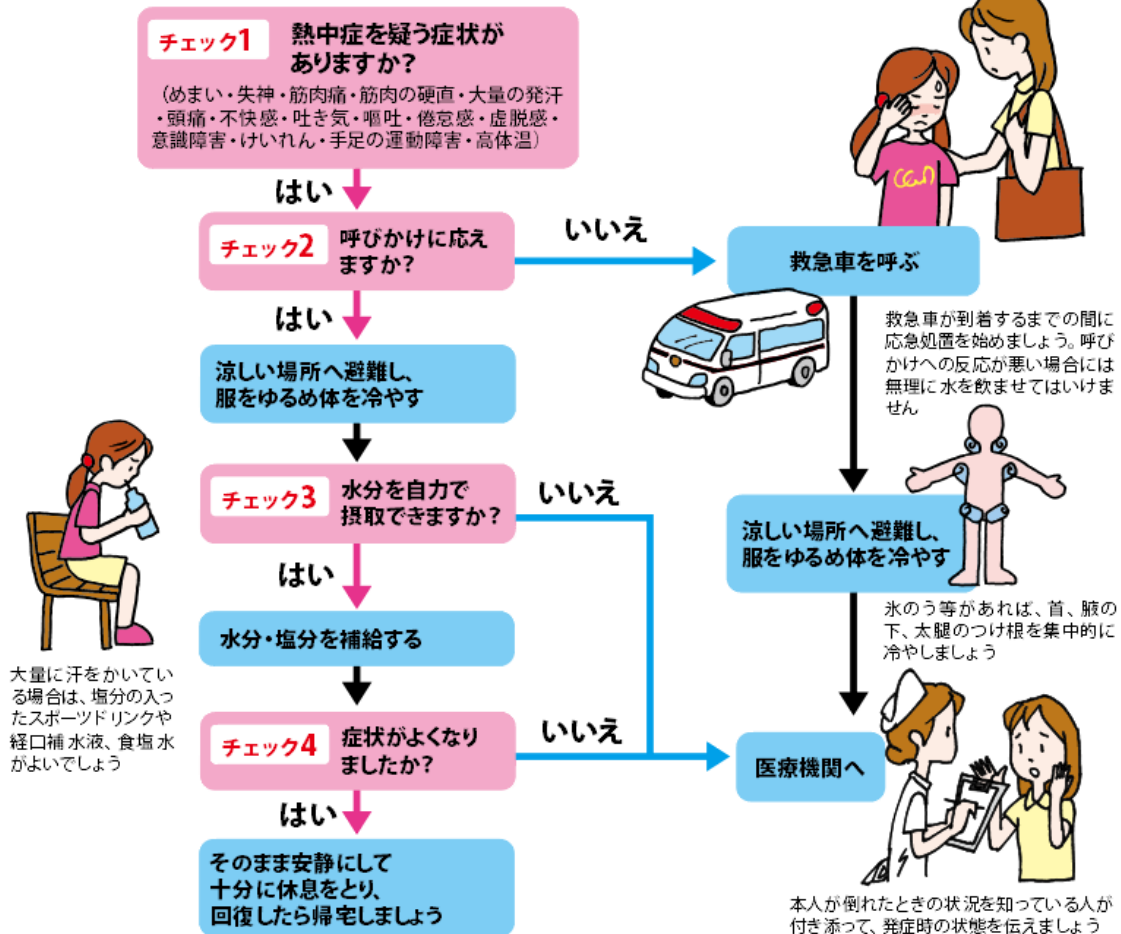 チェック1
熱中症を疑う症状が
ありますか?
(めまい・失神・筋肉痛・筋肉の硬直・大量の発汗
・頭痛・不快感・吐き気・嘔吐・倦怠感・虚脱感・
意識障害・けいれん・手足の運動障害・高体温)
はい
チェック2
呼びかけに応え
ますか?
いいえ
救急車を呼ぶ
救急車が到着するまでの間に
応急処置を始めましょう。呼び
かけへの反応が悪い場合には
無理に水を飲ませてはいけま
せん
はい
涼しい場所へ避難し、
服をゆるめ体を冷やす
チェック3
水分を自力で
摂取できますか?
いいえ
涼しい場所へ避難し、
服をゆるめ体を冷やす
氷のう等があれば、首、腋の
下、太腿のつけ根を集中的に
冷やしましょう
はい
水分・塩分を補給する
大量に汗をかいてい
る場合は、塩分の入っ
たスポーツドリンクや
経口補水液、食塩水
がよいでしょう
チェック4
症状がよくなり
ましたか?
いいえ
医療機関へ
はい
そのまま安静にして
十分に休息をとり、
回復したら帰宅しましょう
本人が倒れたときの状況を知っている人が
付き添って、発症時の状態を伝えましょう